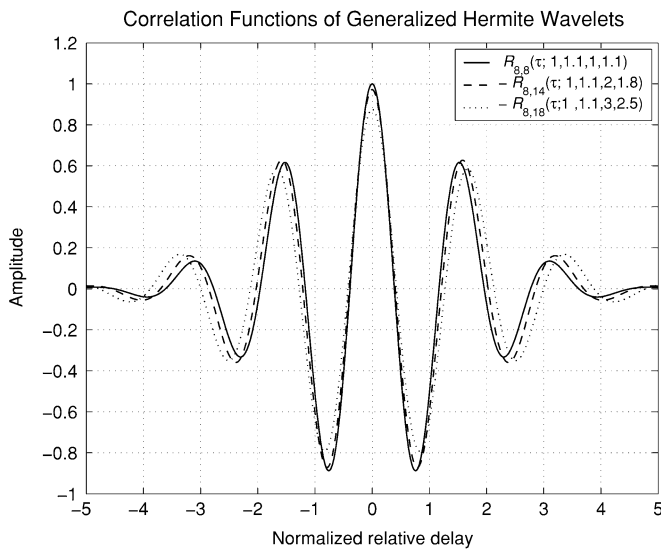 Correlation Functions of Generalized Hermite Wavelets
R8,8(τ; 1,1.1,1,1.1)
− R8,14(τ; 1,1.1,2,1.8)
− R8,18(τ;1 ,1.1,3,2.5)
1.2
1
0.8
0.6
0.4
0.2
0
−0.2
−0.4
−0.6
−0.8
−1
Amplitude
−5 −4 −3 −2 −1 0 1 2 3 4 5
Normalized relative delay